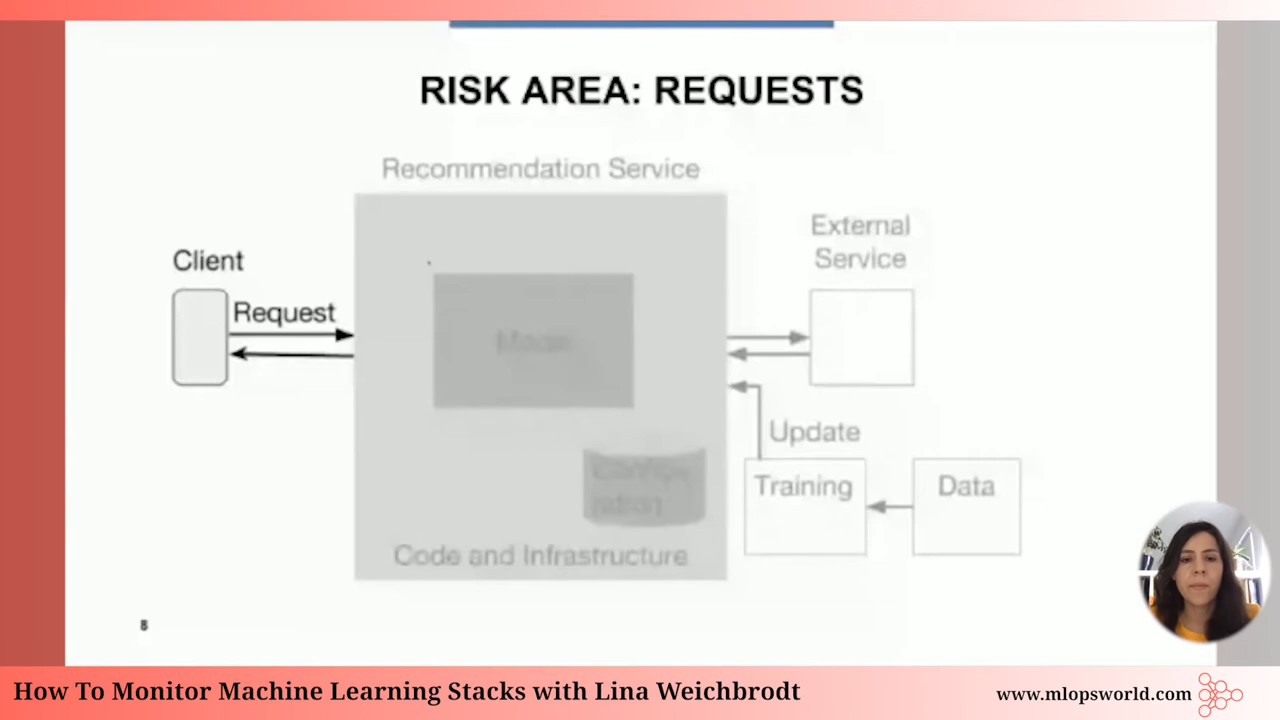 RISK AREA: REQUESTS
Recommendation Service
External
Service
Client
Request
Model
Update
Training
Data
Code and Infrastructure
8
How To Monitor Machine Learning Stacks with Lina Weichbrodt
www.mlopsworld.com